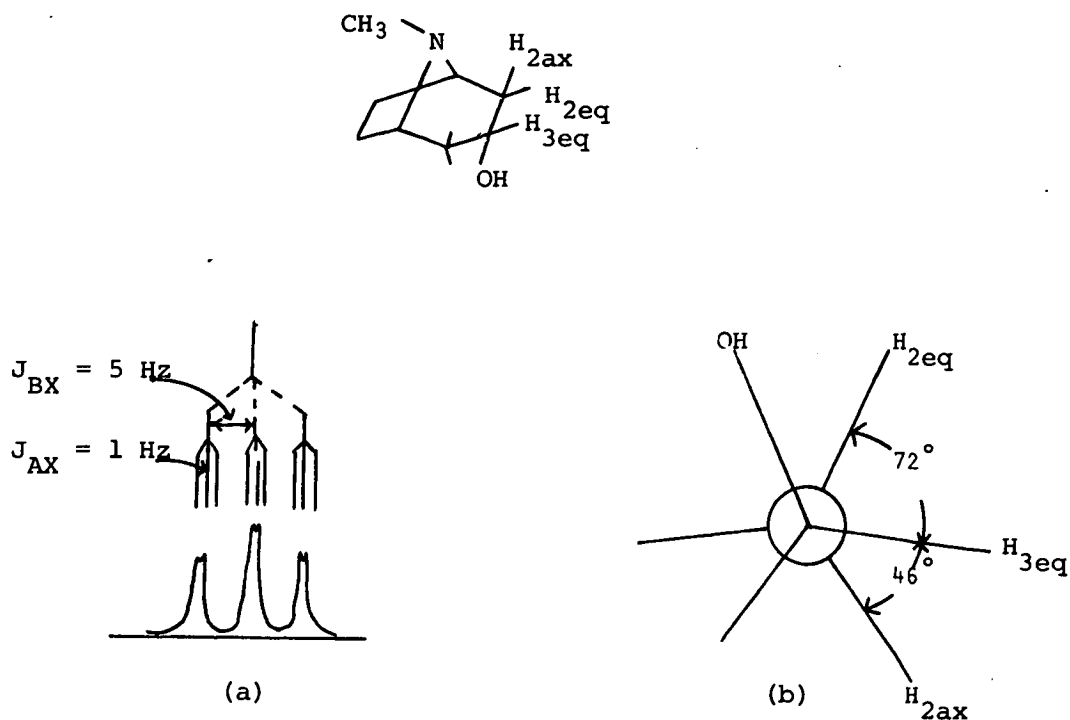 CH3
N
H2ax
H2eq
H3eq
OH
JBX = 5 Hz
JAX = 1 Hz
OH
H2eq
72°
H3eq
46°
H2ax
(a)
(b)